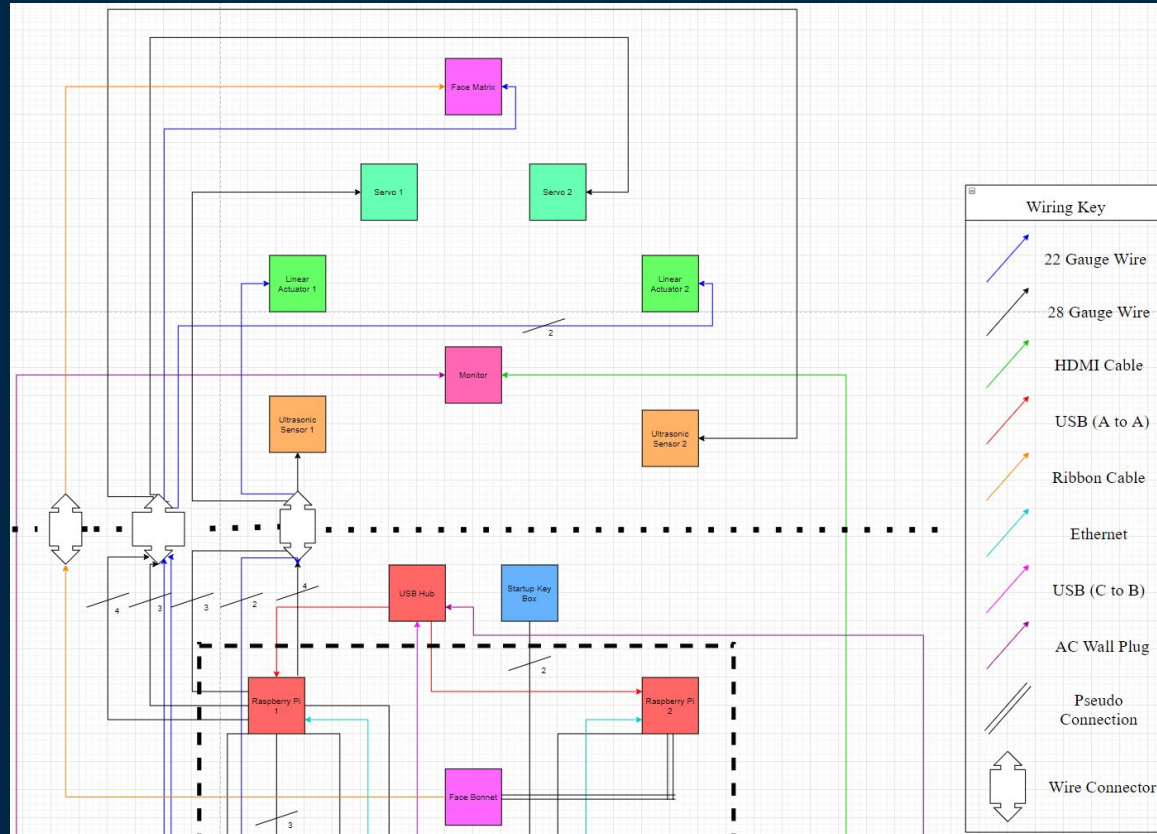 Face Matrix
Servo 1
Servo 2
Linear
Actuator 1
Linear
Actuator 2
2
Monitor
Ultrasonic
Sensor 1
Ultrasonic
Sensor 2
4
3
3
2
4
USB Hub
Startup Key
Box
2
Raspberry Pi
1
Raspberry Pi
2
Face Bonnet
3
Wiring Key
22 Gauge Wire
28 Gauge Wire
HDMI Cable
USB (A to A)
Ribbon Cable
Ethernet
USB (C to B)
AC Wall Plug
Pseudo
Connection
Wire Connector